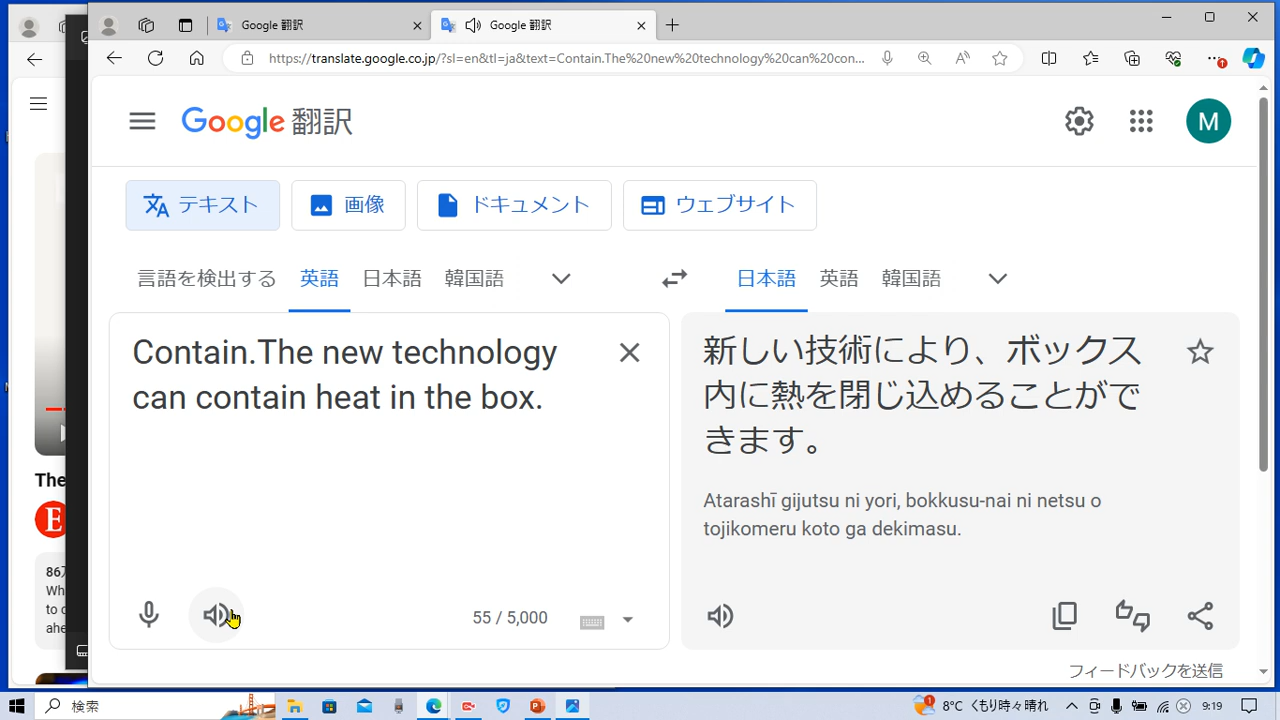 Google 翻訳
Google 翻訳
https://translate.google.co.jp/?sl=en&tl=ja&text=Contain.The%20new%20technology%20can%20con...
Google 翻訳
M
テキスト
画像
ドキュメント
ウェブサイト
言語を検出する
英語
日本語
韓国語
日本語
英語
韓国語
Contain.The new technology
can contain heat in the box.
新しい技術により、ボックス
内に熱を閉じ込めることがで
きます。
Atarashī gijutsu ni yori, bokkusu-nai ni netsu o
tojikomeru koto ga dekimasu.
55 / 5,000
フィードバックを送信
The
E
86万
Wh
to c
ahe
検索
1
8°C くもり時々晴れ
9:19